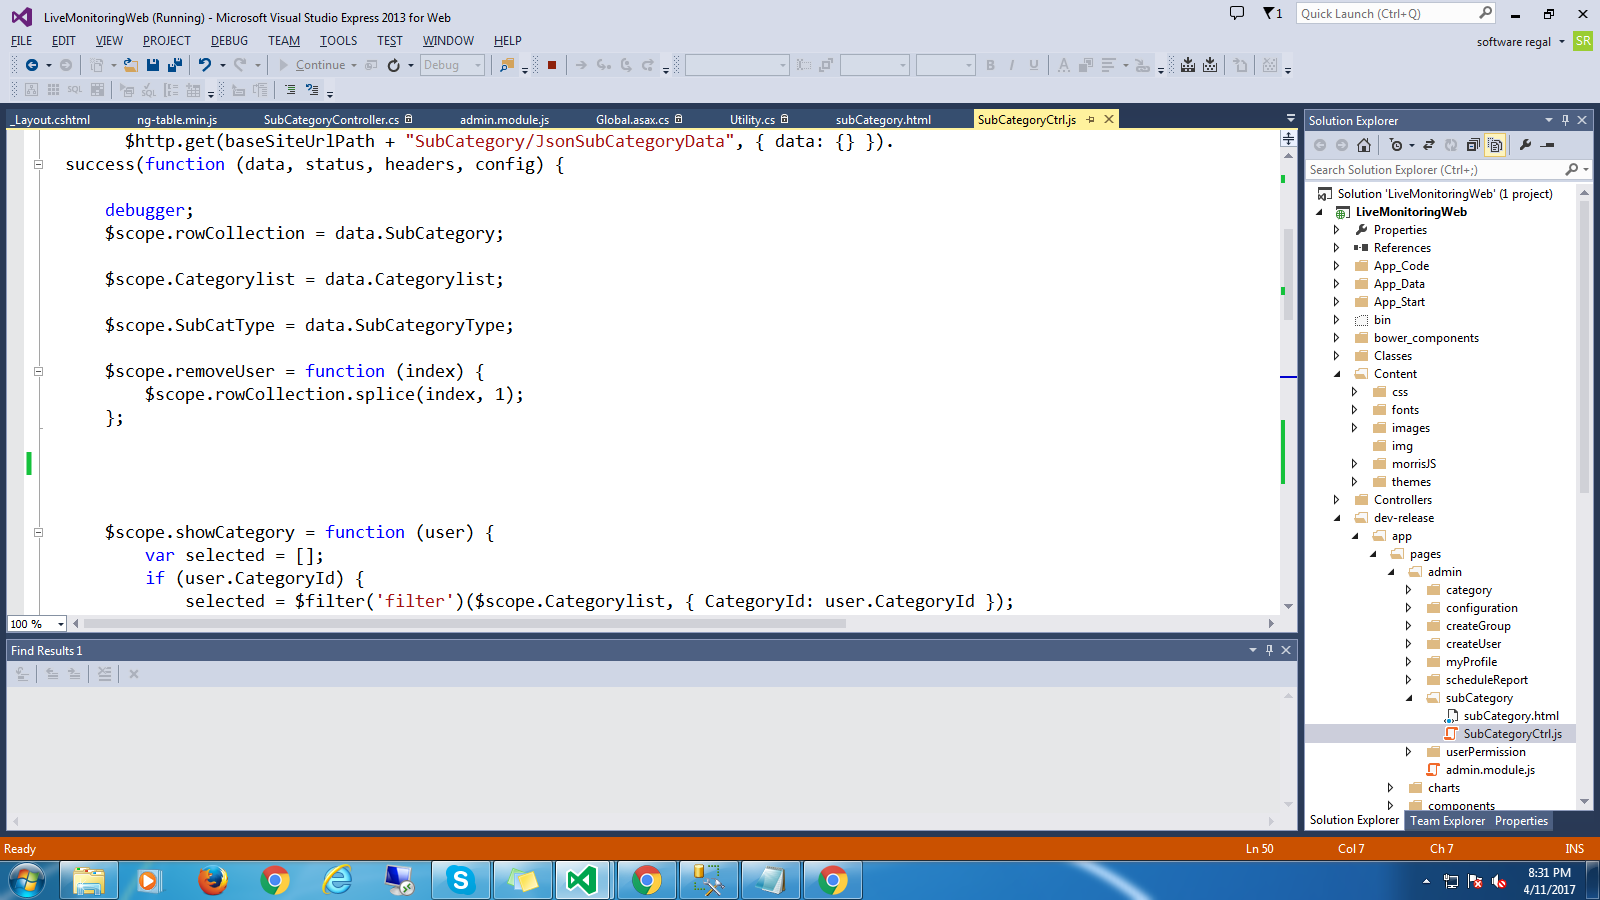 LiveMonitoringWeb (Running) - Microsoft Visual Studio Express 2013 for Web
1
Quick Launch (Ctrl+Q)
FILE EDIT VIEW PROJECT DEBUG TEAM TOOLS TEST WINDOW HELP
software regal SR
Continue Debug
B I U A
SQL SQL
_Layout.cshtml ng-table.min.js SubCategoryController.cs admin.module.js Global.asax.cs Utility.cs subCategory.html SubCategoryCtrl.js
$http.get(baseSiteUrlPath + "SubCategory/JsonSubCategoryData", { data: {} }).
success(function (data, status, headers, config) {
debugger;
$scope.rowCollection = data.SubCategory;
$scope.Categorylist = data.Categorylist;
$scope.SubCatType = data.SubCategoryType;
$scope.removeUser = function (index) {
$scope.rowCollection.splice(index, 1);
};
$scope.showCategory = function (user) {
var selected = [];
if (user.CategoryId) {
selected = $filter('filter')($scope.Categorylist, { CategoryId: user.CategoryId });
100 %
Find Results 1
Solution Explorer
Search Solution Explorer (Ctrl+;)
Solution 'LiveMonitoringWeb' (1 project)
LiveMonitoringWeb
Properties
References
App_Code
App_Data
App_Start
bin
bower_components
Classes
Content
css
fonts
images
img
morrisJS
themes
Controllers
dev-release
app
pages
admin
category
configuration
createGroup
createUser
myProfile
scheduleReport
subCategory
subCategory.html
SubCategoryCtrl.js
userPermission
admin.module.js
charts
components
Solution Explorer Team Explorer Properties
Ready Ln 50 Col 7 Ch 7 INS
8:31 PM
4/11/2017